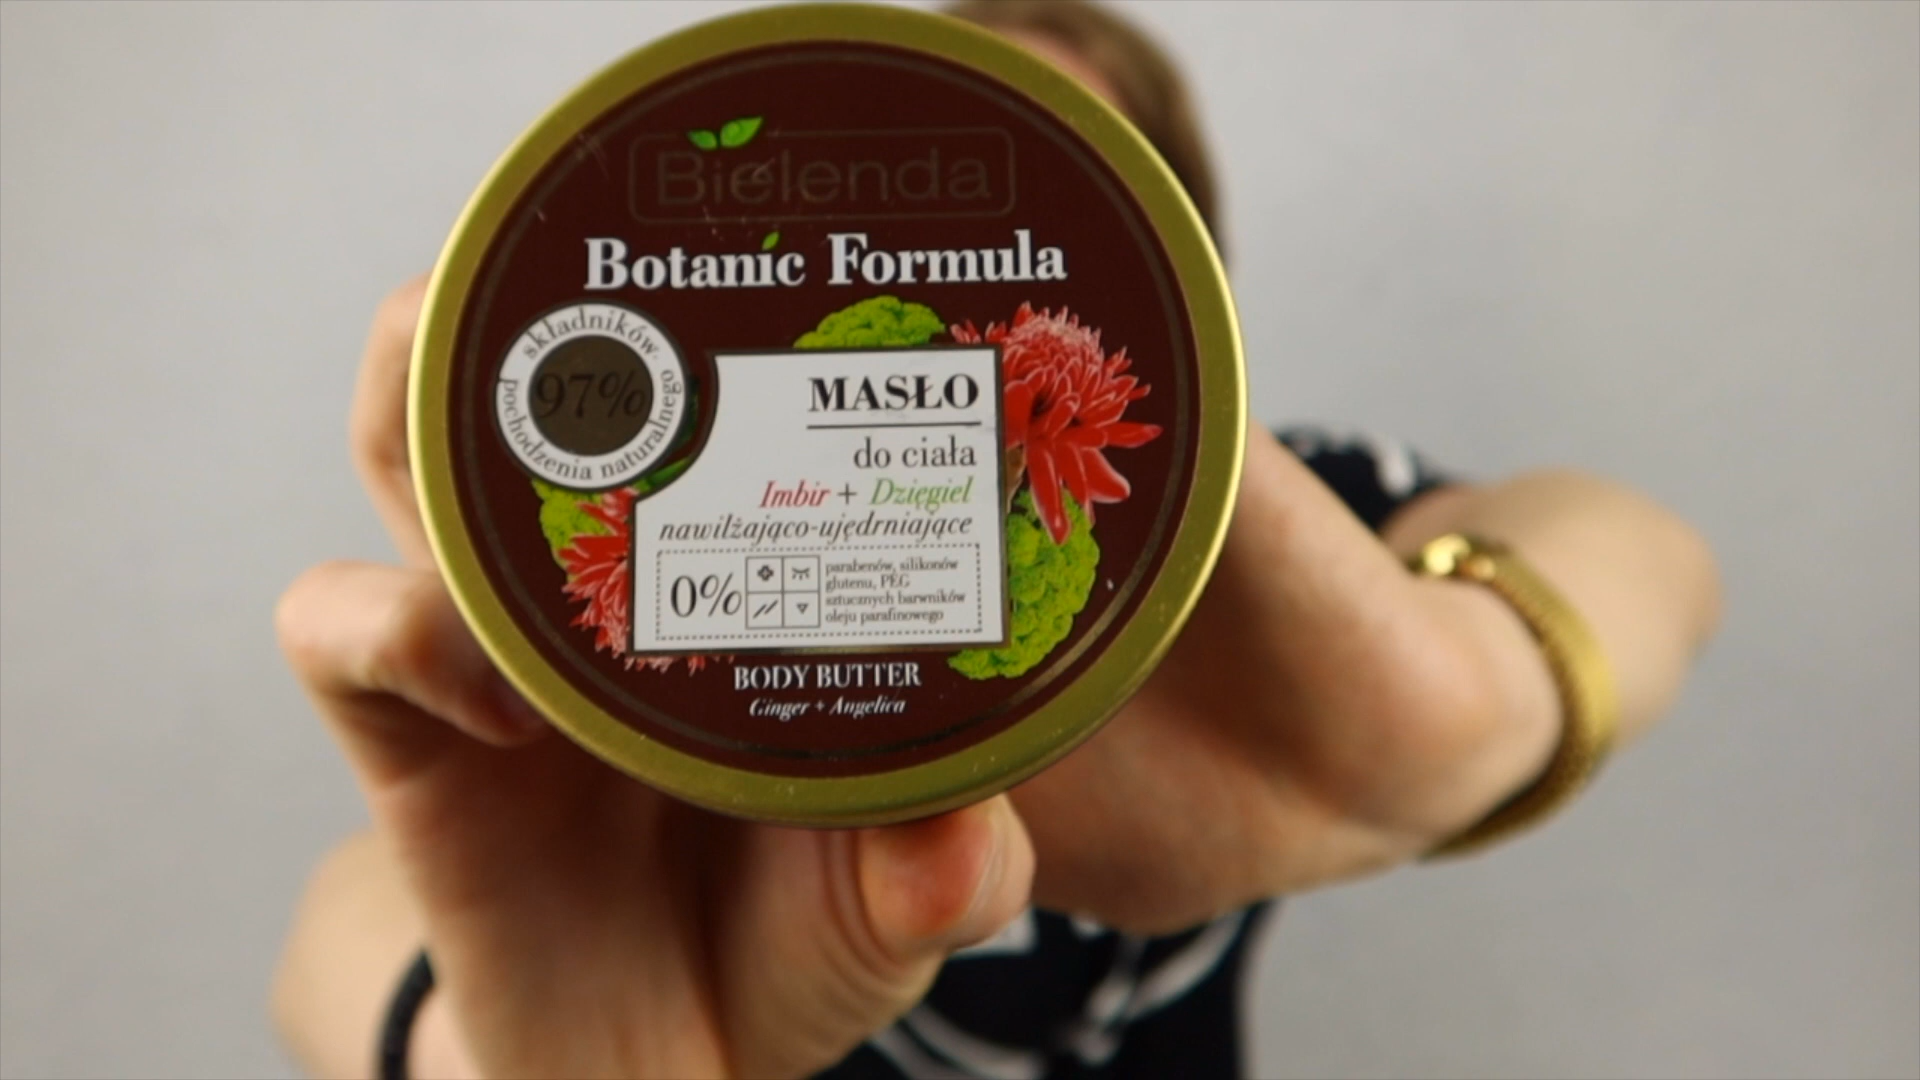 Bielenda
Botanic Formula
składników
97%
pochodzenia naturalnego
MASŁO
do ciała
Imbir + Dzięgiel
nawilżająco-ujędrniające
0%
parabenów, silikonów
glutenu, PEG
sztucznych barwników
oleju parafinowego
BODY BUTTER
Ginger + Angelica